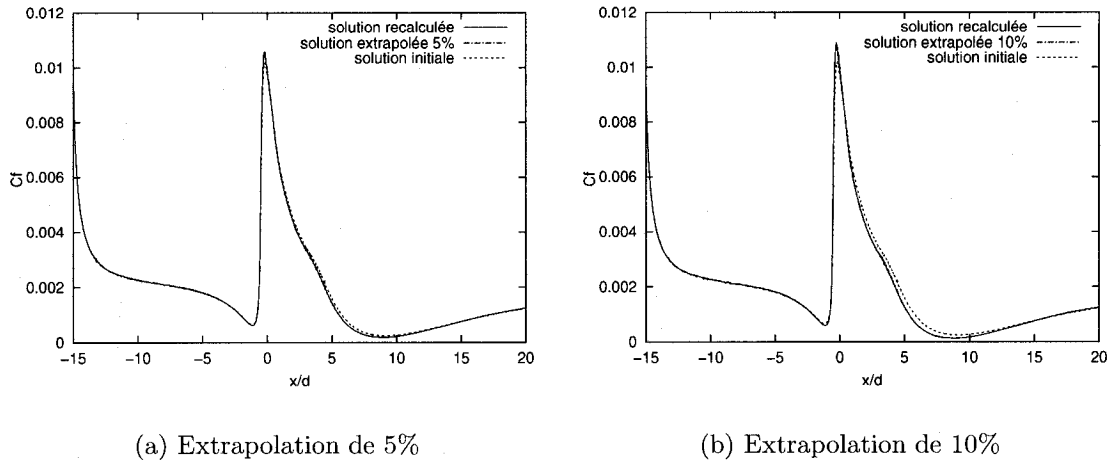 0.012
0.01
0.008
0.006
0.004
0.002
0
Cf
-15
-10
-5
0
5
10
15
20
x/d
solution recalculée
solution extrapolée 5%
solution initiale
(a) Extrapolation de 5%
0.012
0.01
0.008
0.006
0.004
0.002
0
Cf
-15
-10
-5
0
5
10
15
20
x/d
solution recalculée
solution extrapolée 10%
solution initiale
(b) Extrapolation de 10%